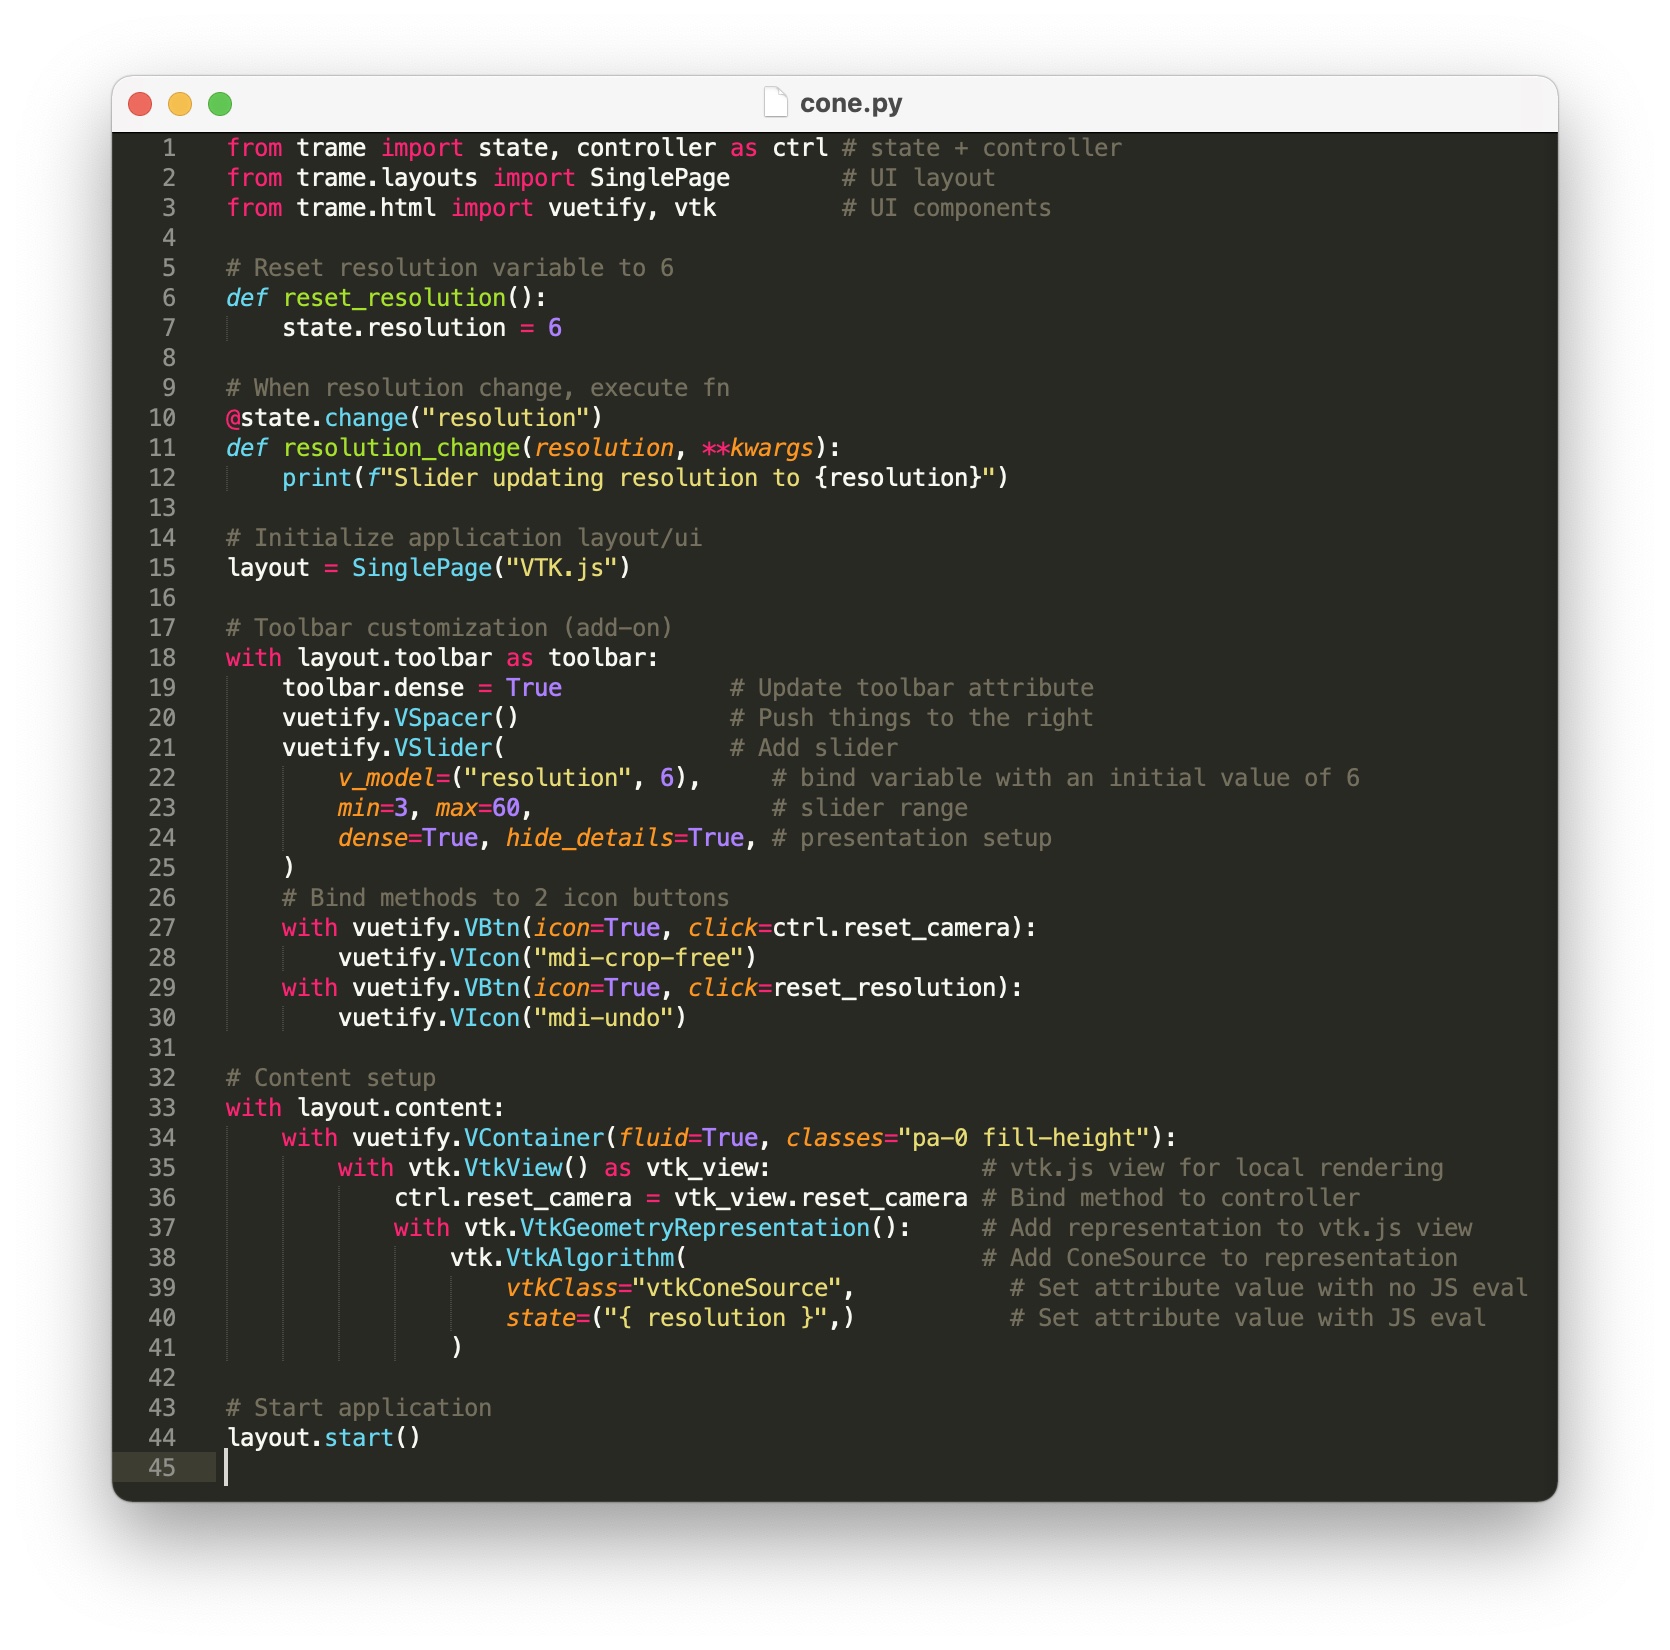 cone.py
1 from trame import state, controller as ctrl # state + controller
2 from trame.layouts import SinglePage        # UI layout
3 from trame.html import vuetify, vtk         # UI components
4
5 # Reset resolution variable to 6
6 def reset_resolution():
7     state.resolution = 6
8
9 # When resolution change, execute fn
10 @state.change("resolution")
11 def resolution_change(resolution, **kwargs):
12     print(f"Slider updating resolution to {resolution}")
13
14 # Initialize application layout/ui
15 layout = SinglePage("VTK.js")
16
17 # Toolbar customization (add-on)
18 with layout.toolbar as toolbar:
19     toolbar.dense = True            # Update toolbar attribute
20     vuetify.VSpacer()               # Push things to the right
21     vuetify.VSlider(                # Add slider
22         v_model=("resolution", 6),     # bind variable with an initial value of 6
23         min=3, max=60,                 # slider range
24         dense=True, hide_details=True, # presentation setup
25     )
26     # Bind methods to 2 icon buttons
27     with vuetify.VBtn(icon=True, click=ctrl.reset_camera):
28         vuetify.VIcon("mdi-crop-free")
29     with vuetify.VBtn(icon=True, click=reset_resolution):
30         vuetify.VIcon("mdi-undo")
31
32 # Content setup
33 with layout.content:
34     with vuetify.VContainer(fluid=True, classes="pa-0 fill-height"):
35         with vtk.VtkView() as vtk_view:               # vtk.js view for local rendering
36             ctrl.reset_camera = vtk_view.reset_camera # Bind method to controller
37             with vtk.VtkGeometryRepresentation():     # Add representation to vtk.js view
38                 vtk.VtkAlgorithm(                     # Add ConeSource to representation
39                     vtkClass="vtkConeSource",           # Set attribute value with no JS eval
40                     state=("{ resolution }",)           # Set attribute value with JS eval
41                 )
42
43 # Start application
44 layout.start()
45